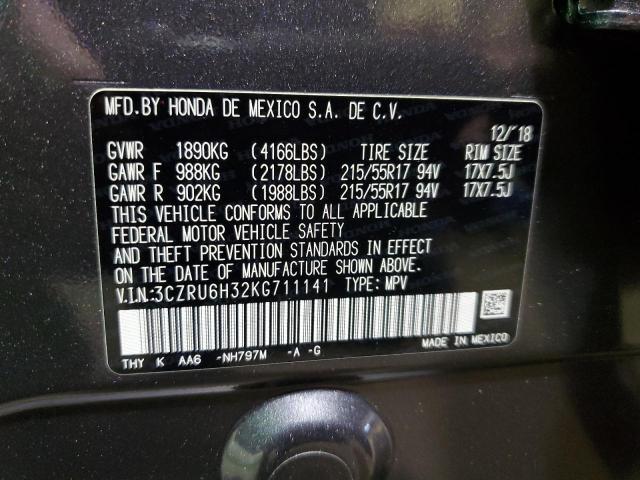 MFD.BY HONDA DE MEXICO S.A. DE C.V.
12/'18
GVWR 1890KG (4166LBS) TIRE SIZE RIM SIZE
GAWR F 988KG (2178LBS) 215/55R17 94V 17X7.5J
GAWR R 902KG (1988LBS) 215/55R17 94V 17X7.5J
THIS VEHICLE CONFORMS TO ALL APPLICABLE
FEDERAL MOTOR VEHICLE SAFETY
AND THEFT PREVENTION STANDARDS IN EFFECT
ON THE DATE OF MANUFACTURE SHOWN ABOVE.
V.I.N.:3CZRU6H32KG711141 TYPE: MPV
THY K AA6 -NH797M -A -G MADE IN MEXICO